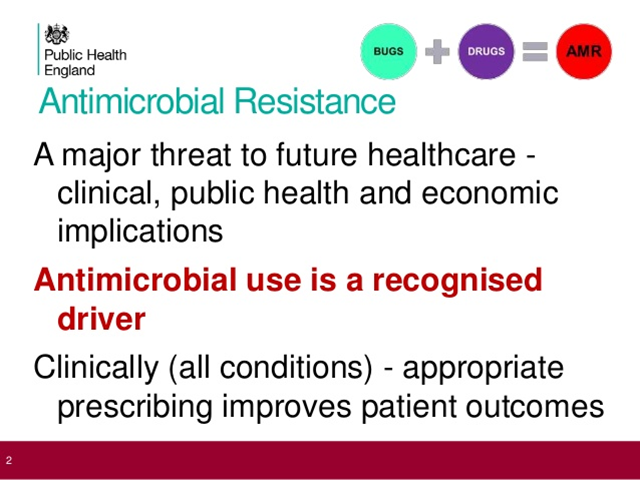 Public Health
England
BUGS
DRUGS
AMR
Antimicrobial Resistance
A major threat to future healthcare -
clinical, public health and economic
implications
Antimicrobial use is a recognised
driver
Clinically (all conditions) - appropriate
prescribing improves patient outcomes
2